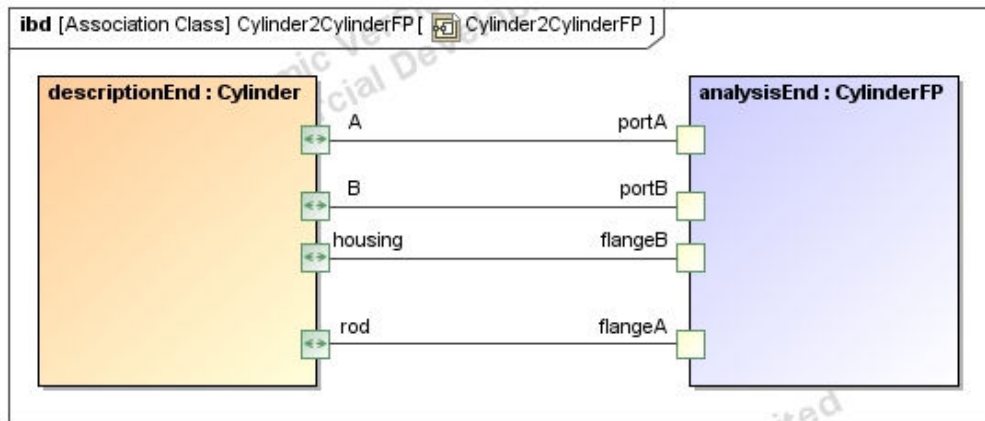 ibd [Association Class] Cylinder2CylinderFP [ Cylinder2CylinderFP ]
descriptionEnd : Cylinder
analysisEnd : CylinderFP
A
portA
B
portB
housing
flangeB
rod
flangeA